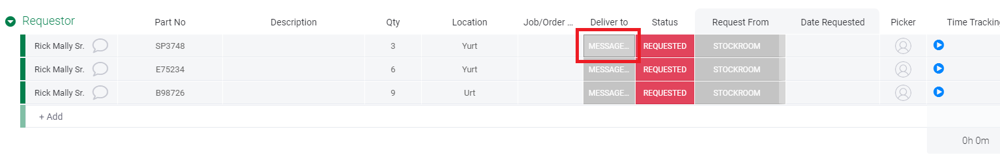 Requestor Part No Description Qty Location Job/Order ... Deliver to Status Request From Date Requested Picker Time Tracking
Rick Mally Sr. SP3748 3 Yurt MESSAGE... REQUESTED STOCKROOM
Rick Mally Sr. E75234 6 Yurt MESSAGE... REQUESTED STOCKROOM
Rick Mally Sr. B98726 9 Urt MESSAGE... REQUESTED STOCKROOM
+ Add
0h 0m